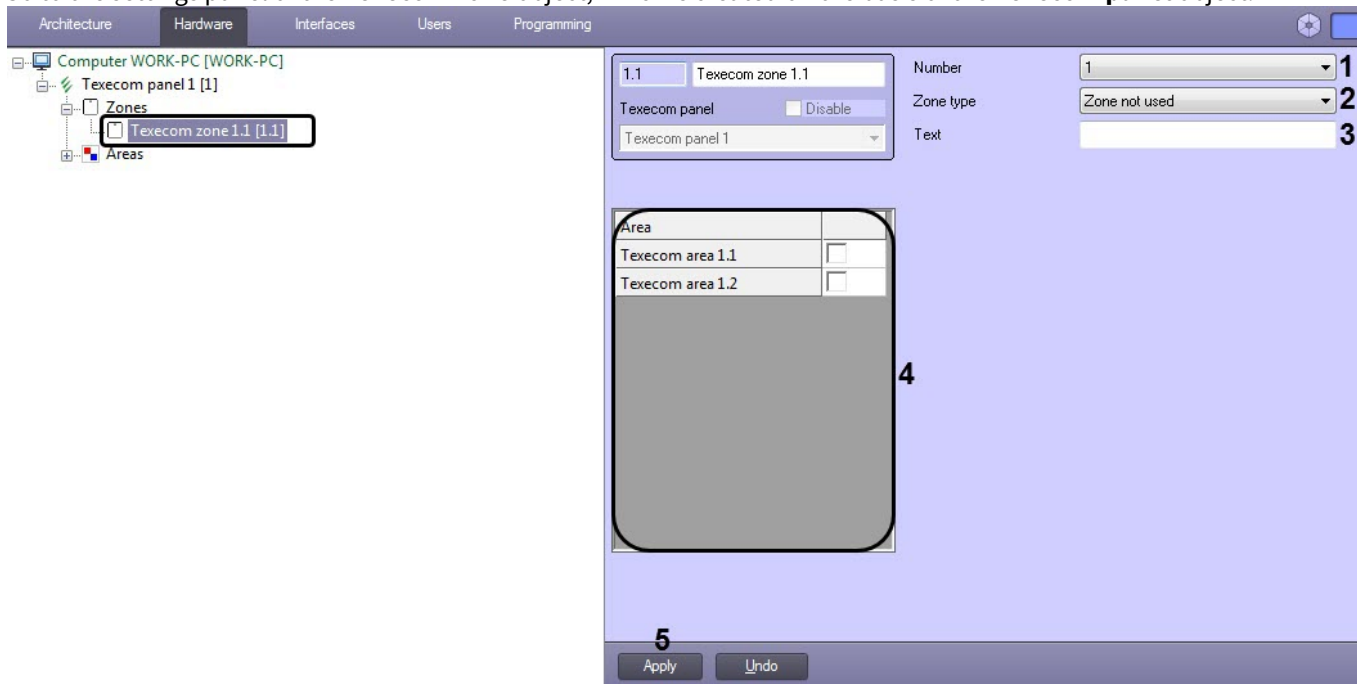 Architecture Hardware Interfaces Users Programming
Computer WORK-PC [WORK-PC]
Texecom panel 1 [1]
Zones
Texecom zone 1.1 [1.1]
Areas
1.1 Texecom zone 1.1
Texecom panel Disable
Texecom panel 1
Number 1 1
Zone type Zone not used 2
Text 3
Area
Texecom area 1.1
Texecom area 1.2
4
5
Apply Undo